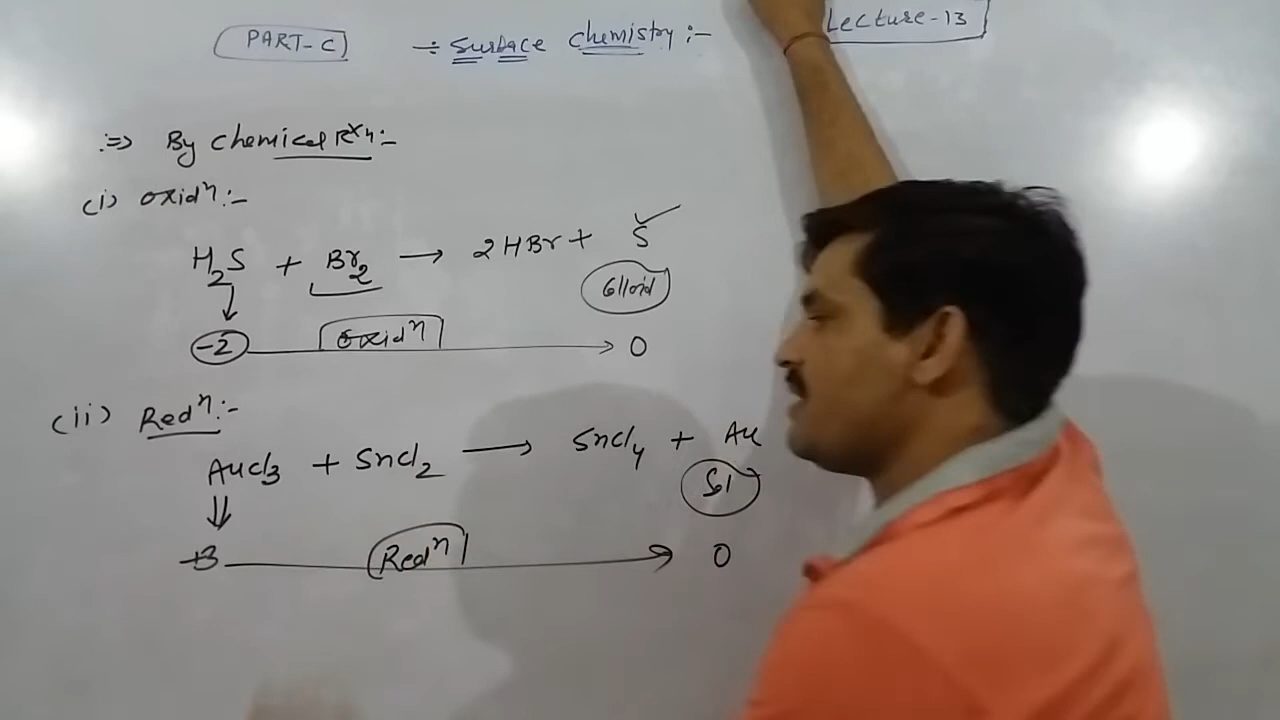 PART-C ÷ Surface chemistry :- Lecture-13
⇒ By chemical Rxn:-
(i) oxidⁿ:-
H₂S + Br₂ → 2HBr + S
Colloid
-2 oxidⁿ → 0
(ii) Redⁿ:-
AuCl₃ + SnCl₂ → SnCl₄ + Au
Sol
+3 Redⁿ → 0